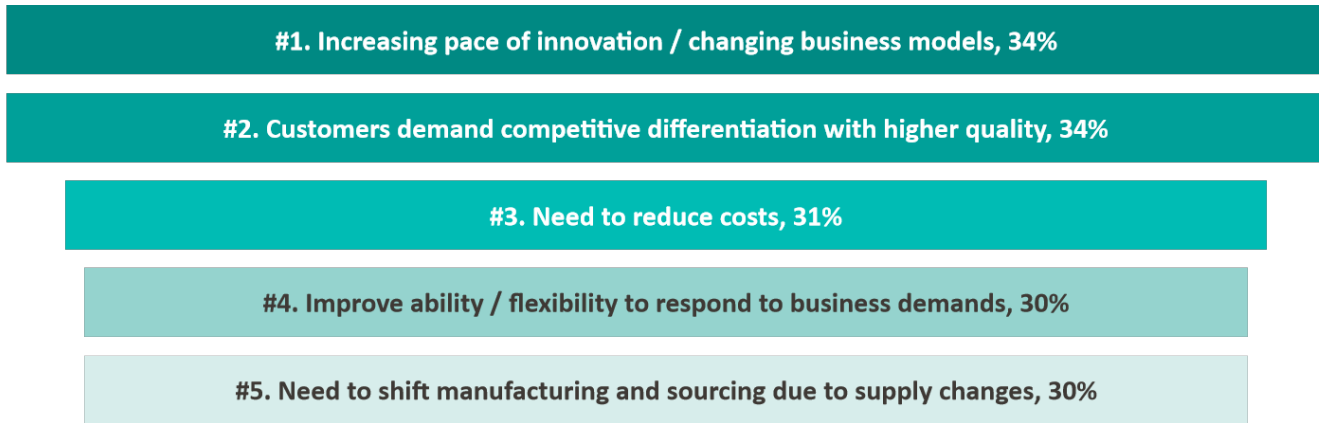 #1. Increasing pace of innovation / changing business models, 34%
#2. Customers demand competitive differentiation with higher quality, 34%
#3. Need to reduce costs, 31%
#4. Improve ability / flexibility to respond to business demands, 30%
#5. Need to shift manufacturing and sourcing due to supply changes, 30%